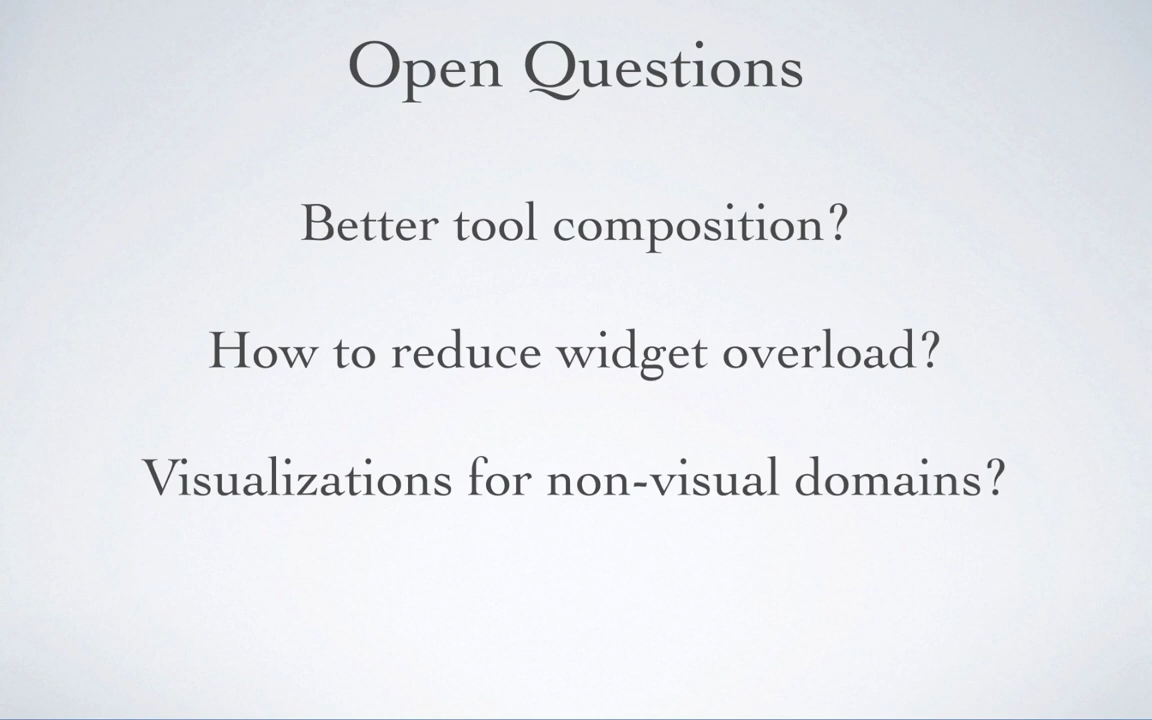 Open Questions
Better tool composition?
How to reduce widget overload?
Visualizations for non-visual domains?